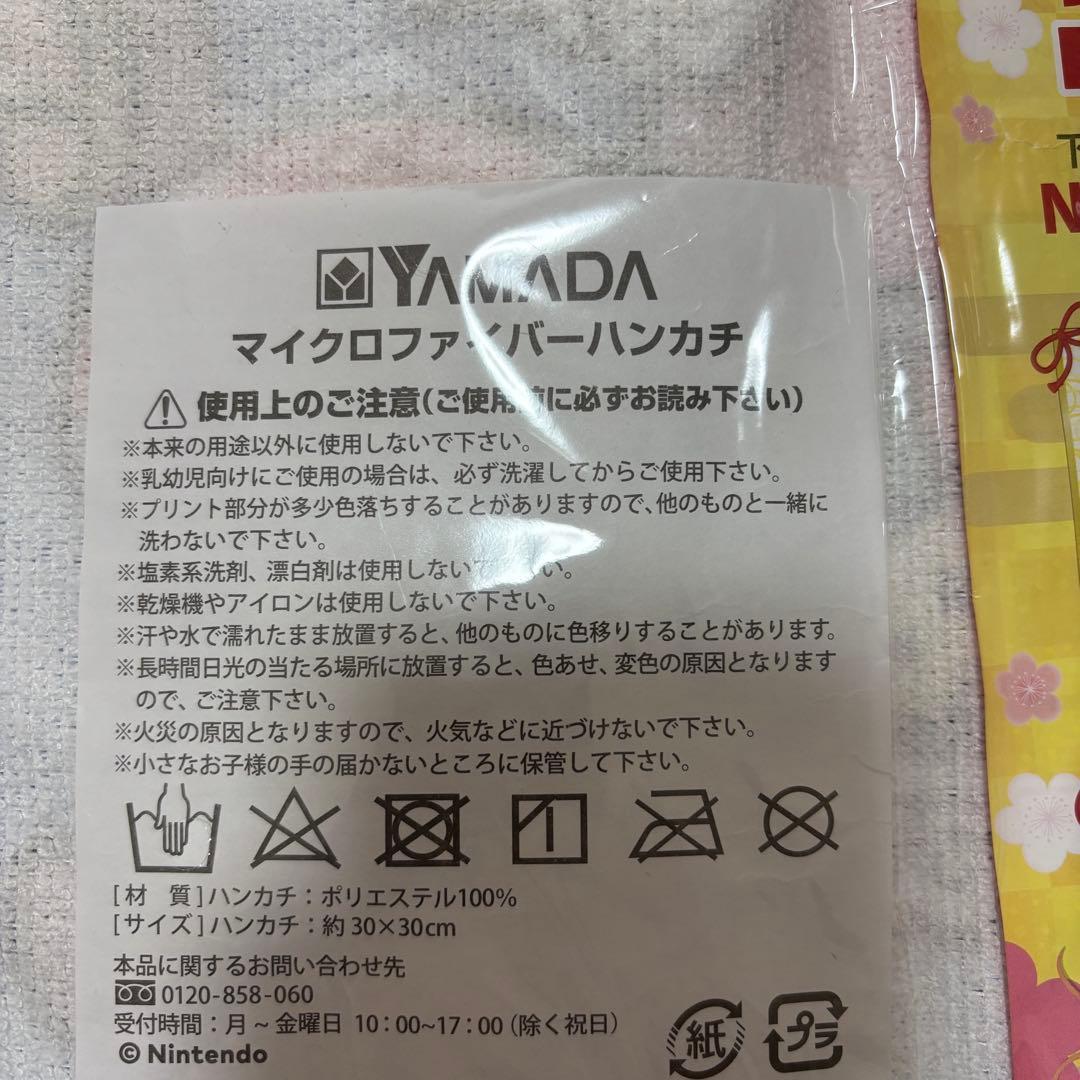 YAMADA
マイクロファイバーハンカチ
使用上のご注意(ご使用前に必ずお読み下さい)
※本来の用途以外に使用しないで下さい。
※乳幼児向けにご使用の場合は、必ず洗濯してからご使用下さい。
※プリント部分が多少色落ちすることがありますので、他のものと一緒に
洗わないで下さい。
※塩素系洗剤、漂白剤は使用しないで下さい。
※乾燥機やアイロンは使用しないで下さい。
※汗や水で濡れたまま放置すると、他のものに色移りすることがあります。
※長時間日光の当たる場所に放置すると、色あせ、変色の原因となります
ので、ご注意下さい。
※火災の原因となりますので、火気などに近づけないで下さい。
※小さなお子様の手の届かないところに保管して下さい。
[材 質]ハンカチ:ポリエステル100%
[サイズ]ハンカチ:約30×30cm
本品に関するお問い合わせ先
0120-858-060
受付時間:月~金曜日 10:00~17:00(除く祝日)
© Nintendo
紙
プラ
N